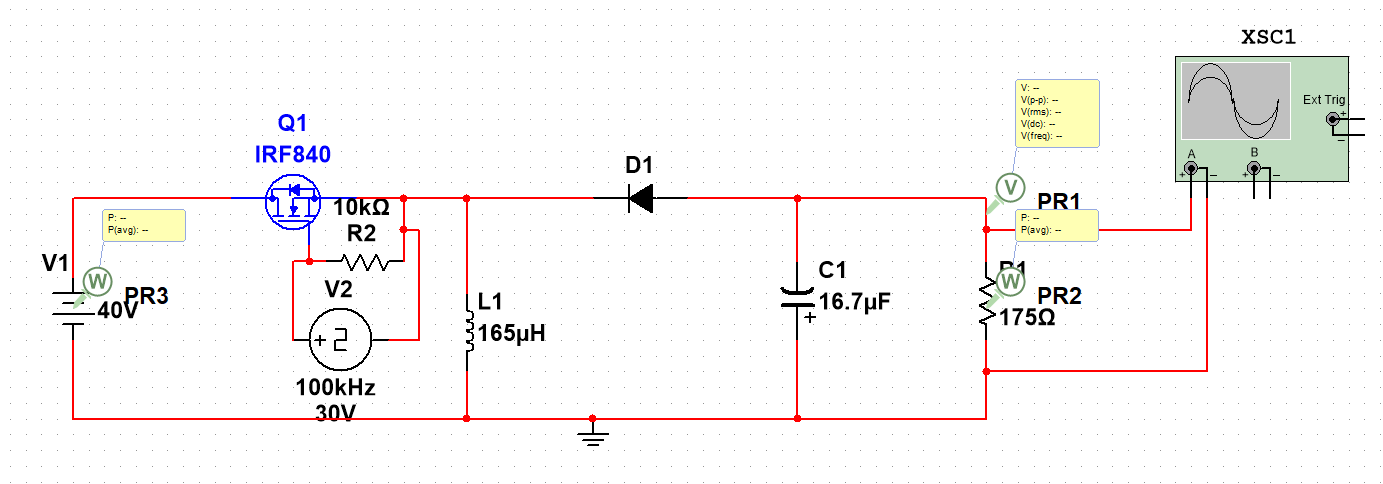 XSC1
Ext Trig
+
−
A
B
+
−
+
−
V: --
V(p-p): --
V(rms): --
V(dc): --
V(freq): --
V
PR1
P: --
P(avg): --
W
PR2
R1
175Ω
Q1
IRF840
10kΩ
R2
D1
P: --
P(avg): --
V1
W
PR3
40V
V2
+
100kHz
30V
L1
165µH
C1
16.7µF
+